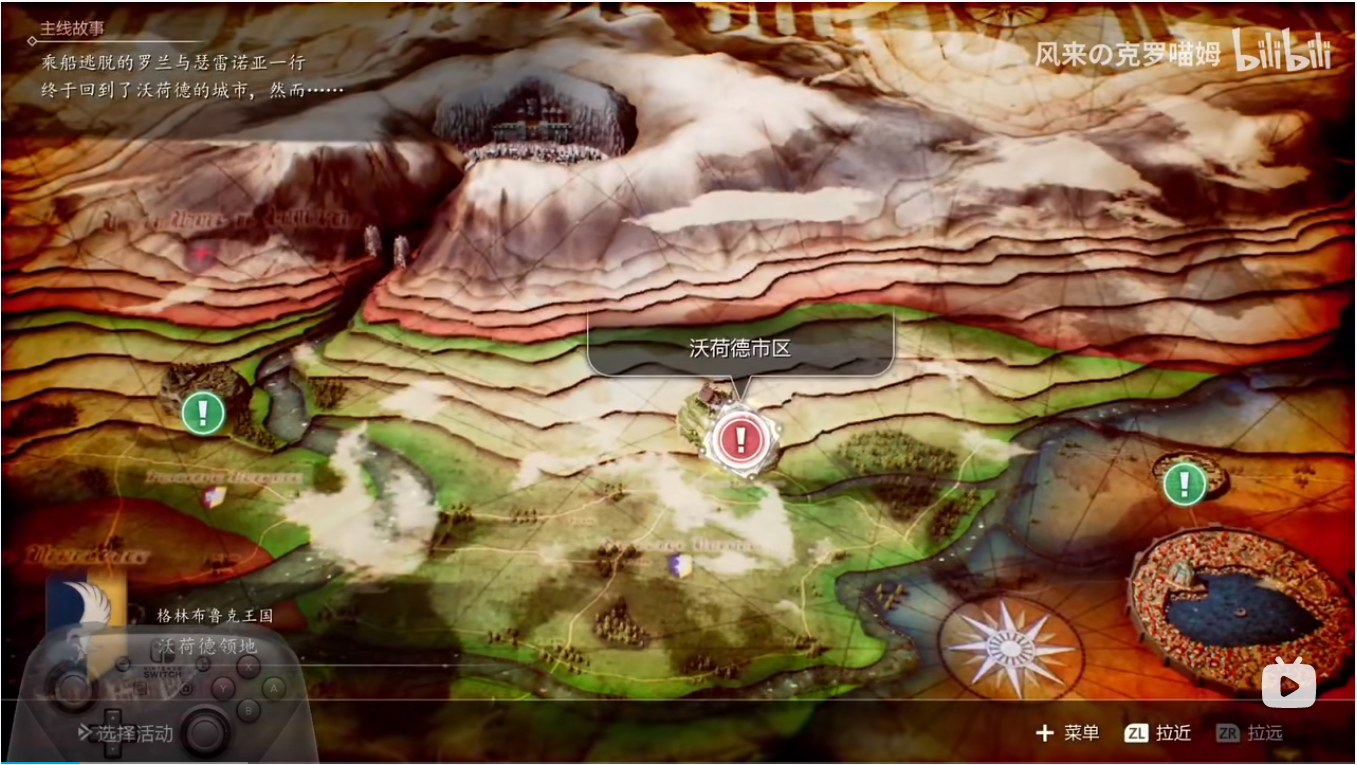 主线故事
乘船逃脱的罗兰与瑟雷诺亚一行
终于回到了沃荷德的城市，然而……
风来の克罗喵姆 bilibili
沃荷德市区
格林布鲁克王国
沃荷德领地
NINTENDO
SWITCH
X
Y
A
B
选择活动
+ 菜单
ZL 拉近
ZR 拉远